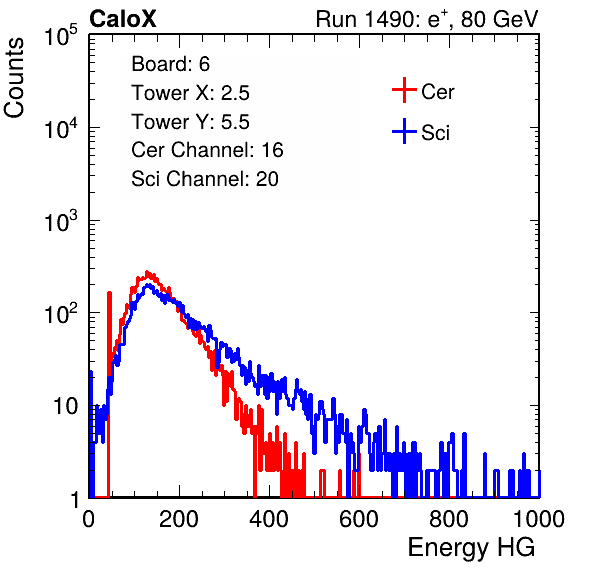 CaloX Run 1490: e⁺, 80 GeV
Counts
10⁵
10⁴
10³
10²
10
1
Board: 6
Tower X: 2.5
Tower Y: 5.5
Cer Channel: 16
Sci Channel: 20
Cer
Sci
0 200 400 600 800 1000
Energy HG